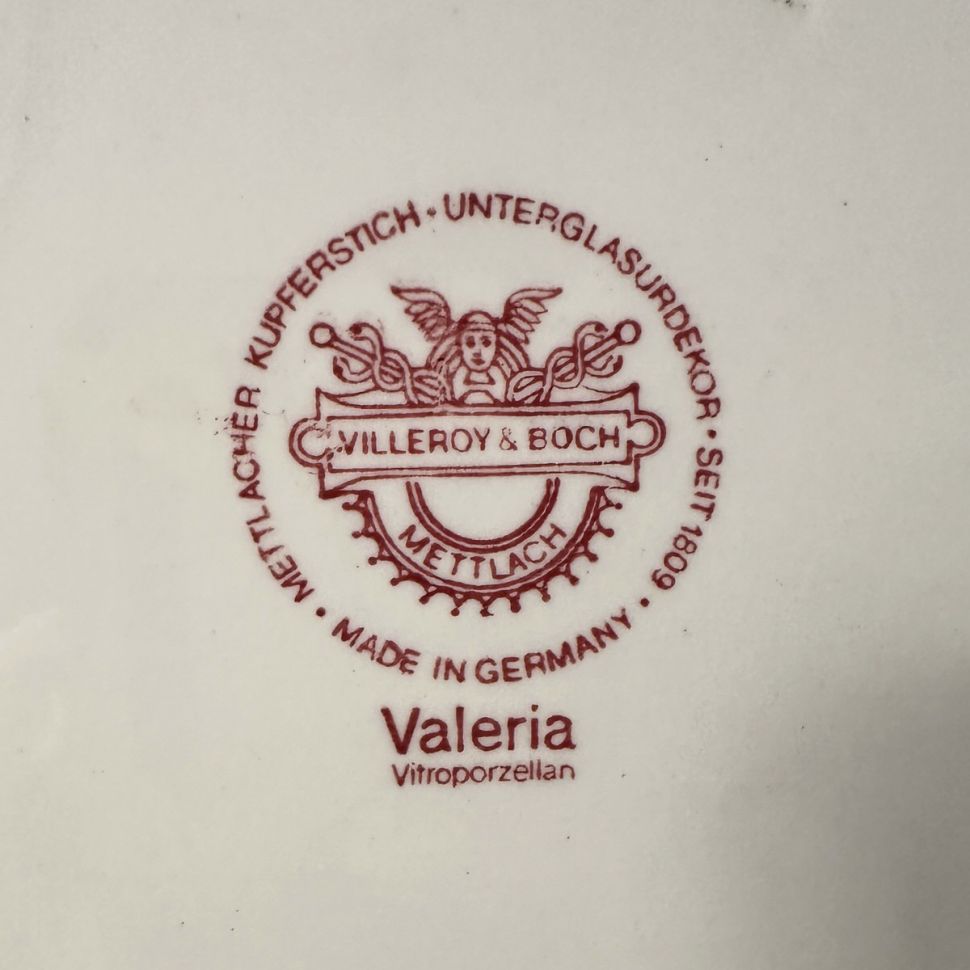 METTLACHER KUPFERSTICH · UNTERGLASURDEKOR · SEIT 1809 ·
VILLEROY & BOCH
METTLACH
· MADE IN GERMANY ·
Valeria
Vitroporzellan